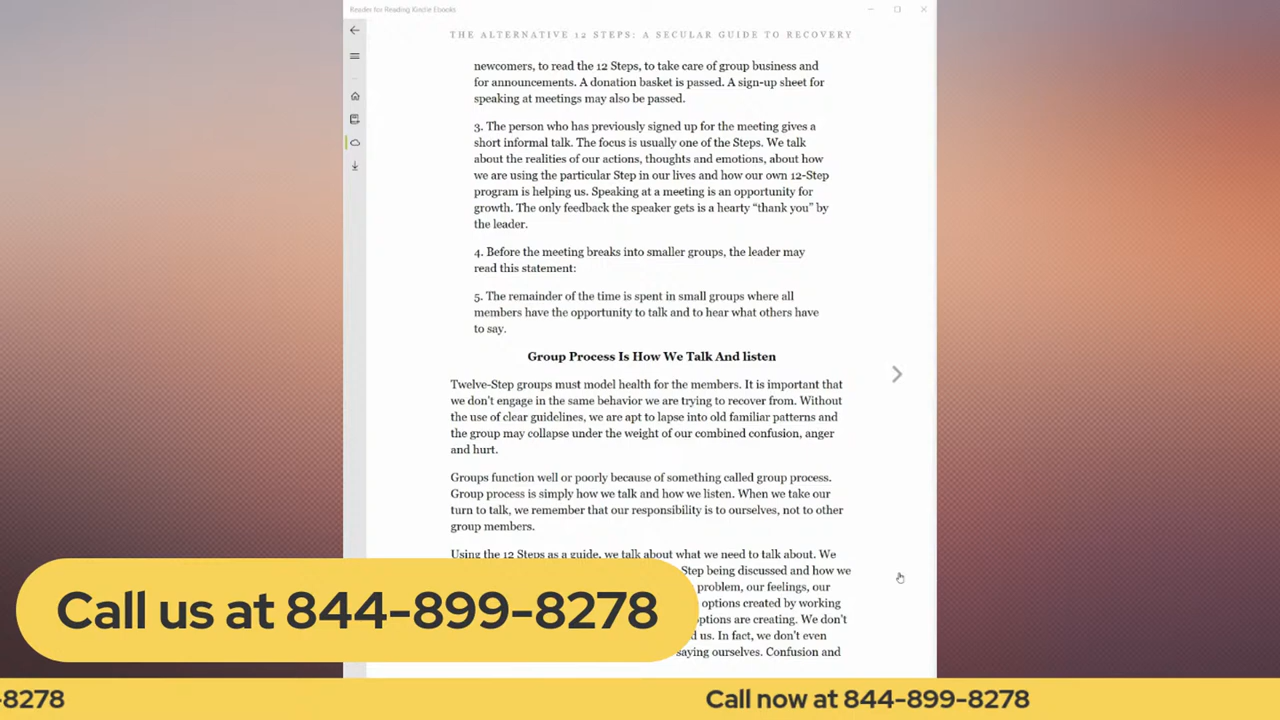 Reader for Reading Kindle Ebooks
THE ALTERNATIVE 12 STEPS: A SECULAR GUIDE TO RECOVERY
newcomers, to read the 12 Steps, to take care of group business and
for announcements. A donation basket is passed. A sign-up sheet for
speaking at meetings may also be passed.
3. The person who has previously signed up for the meeting gives a
short informal talk. The focus is usually one of the Steps. We talk
about the realities of our actions, thoughts and emotions, about how
we are using the particular Step in our lives and how our own 12-Step
program is helping us. Speaking at a meeting is an opportunity for
growth. The only feedback the speaker gets is a hearty “thank you” by
the leader.
4. Before the meeting breaks into smaller groups, the leader may
read this statement:
5. The remainder of the time is spent in small groups where all
members have the opportunity to talk and to hear what others have
to say.
Group Process Is How We Talk And listen
Twelve-Step groups must model health for the members. It is important that
we don’t engage in the same behavior we are trying to recover from. Without
the use of clear guidelines, we are apt to lapse into old familiar patterns and
the group may collapse under the weight of our combined confusion, anger
and hurt.
Groups function well or poorly because of something called group process.
Group process is simply how we talk and how we listen. When we take our
turn to talk, we remember that our responsibility is to ourselves, not to other
group members.
Using the 12 Steps as a guide, we talk about what we need to talk about. We
Step being discussed and how we
problem, our feelings, our
options created by working
options are creating. We don’t
us. In fact, we don’t even
saying ourselves. Confusion and
Call us at 844-899-8278
-8278
Call now at 844-899-8278